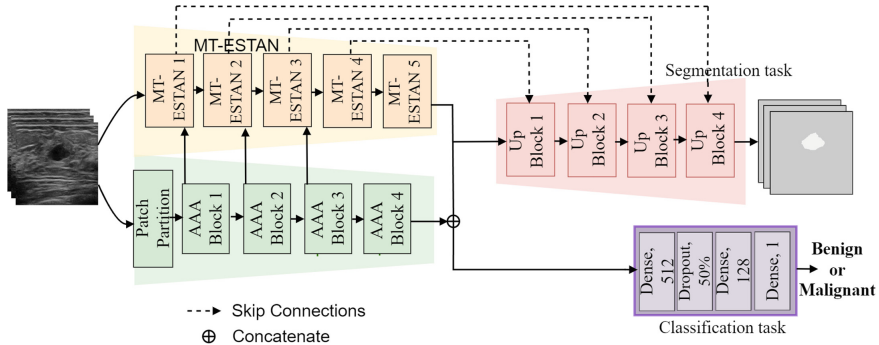 MT-ESTAN
MT-
ESTAN 1
MT-
ESTAN 2
MT-
ESTAN 3
MT-
ESTAN 4
MT-
ESTAN 5
Segmentation task
Up
Block 1
Up
Block 2
Up
Block 3
Up
Block 4
Patch
Partition
AAA
Block 1
AAA
Block 2
AAA
Block 3
AAA
Block 4
Dense,
512
Dropout,
50%
Dense,
128
Dense, 1
Benign
or
Malignant
Classification task
Skip Connections
Concatenate